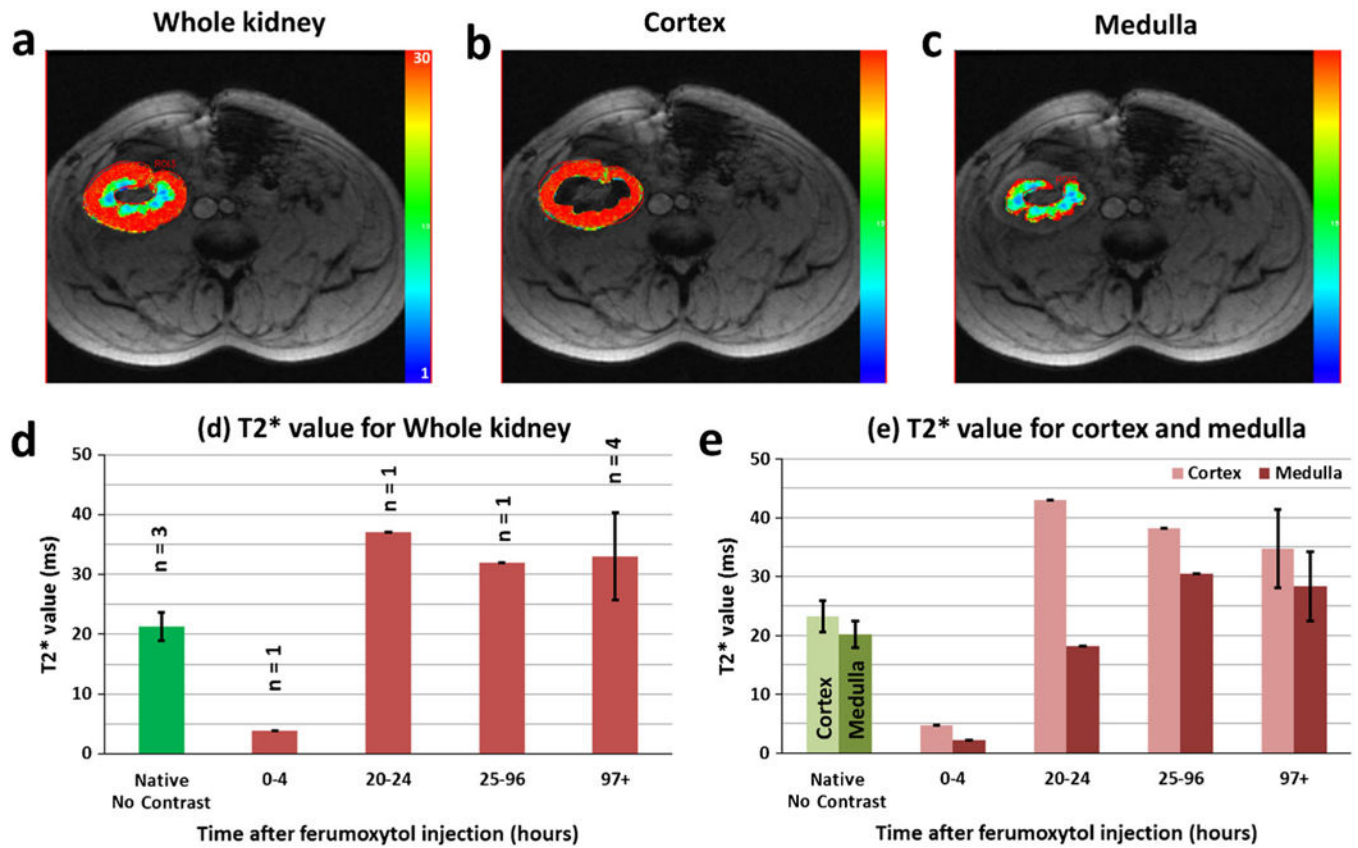 a
Whole kidney
30
ROI3
15
1
b
Cortex
c
Medulla
15
d
(d) T2* value for Whole kidney
T2* value (ms)
50
40
30
20
10
0
n = 3
n = 1
n = 1
n = 1
n = 4
Native
No Contrast
0-4
20-24
25-96
97+
Time after ferumoxytol injection (hours)
e
(e) T2* value for cortex and medulla
Cortex
Medulla
T2* value (ms)
50
40
30
20
10
0
Cortex
Medulla
Native
No Contrast
0-4
20-24
25-96
97+
Time after ferumoxytol injection (hours)